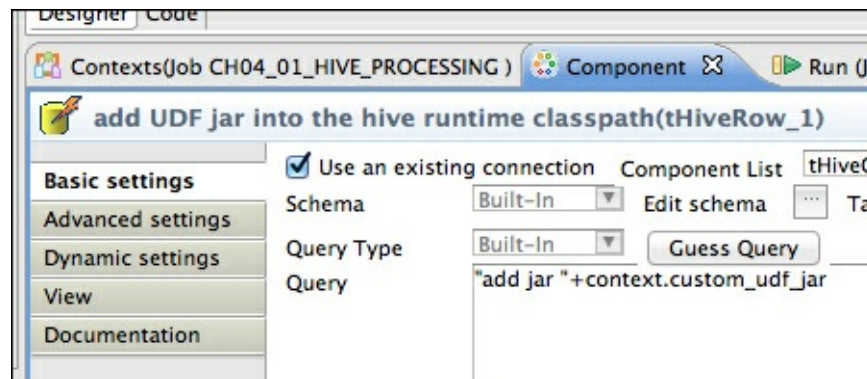 Designer Code
Contexts(Job CH04_01_HIVE_PROCESSING ) Component Run (J
add UDF jar into the hive runtime classpath(tHiveRow_1)
Basic settings
Advanced settings
Dynamic settings
View
Documentation
Use an existing connection Component List tHiveC
Schema Built-In Edit schema ... Ta
Query Type Built-In Guess Query
Query "add jar "+context.custom_udf_jar